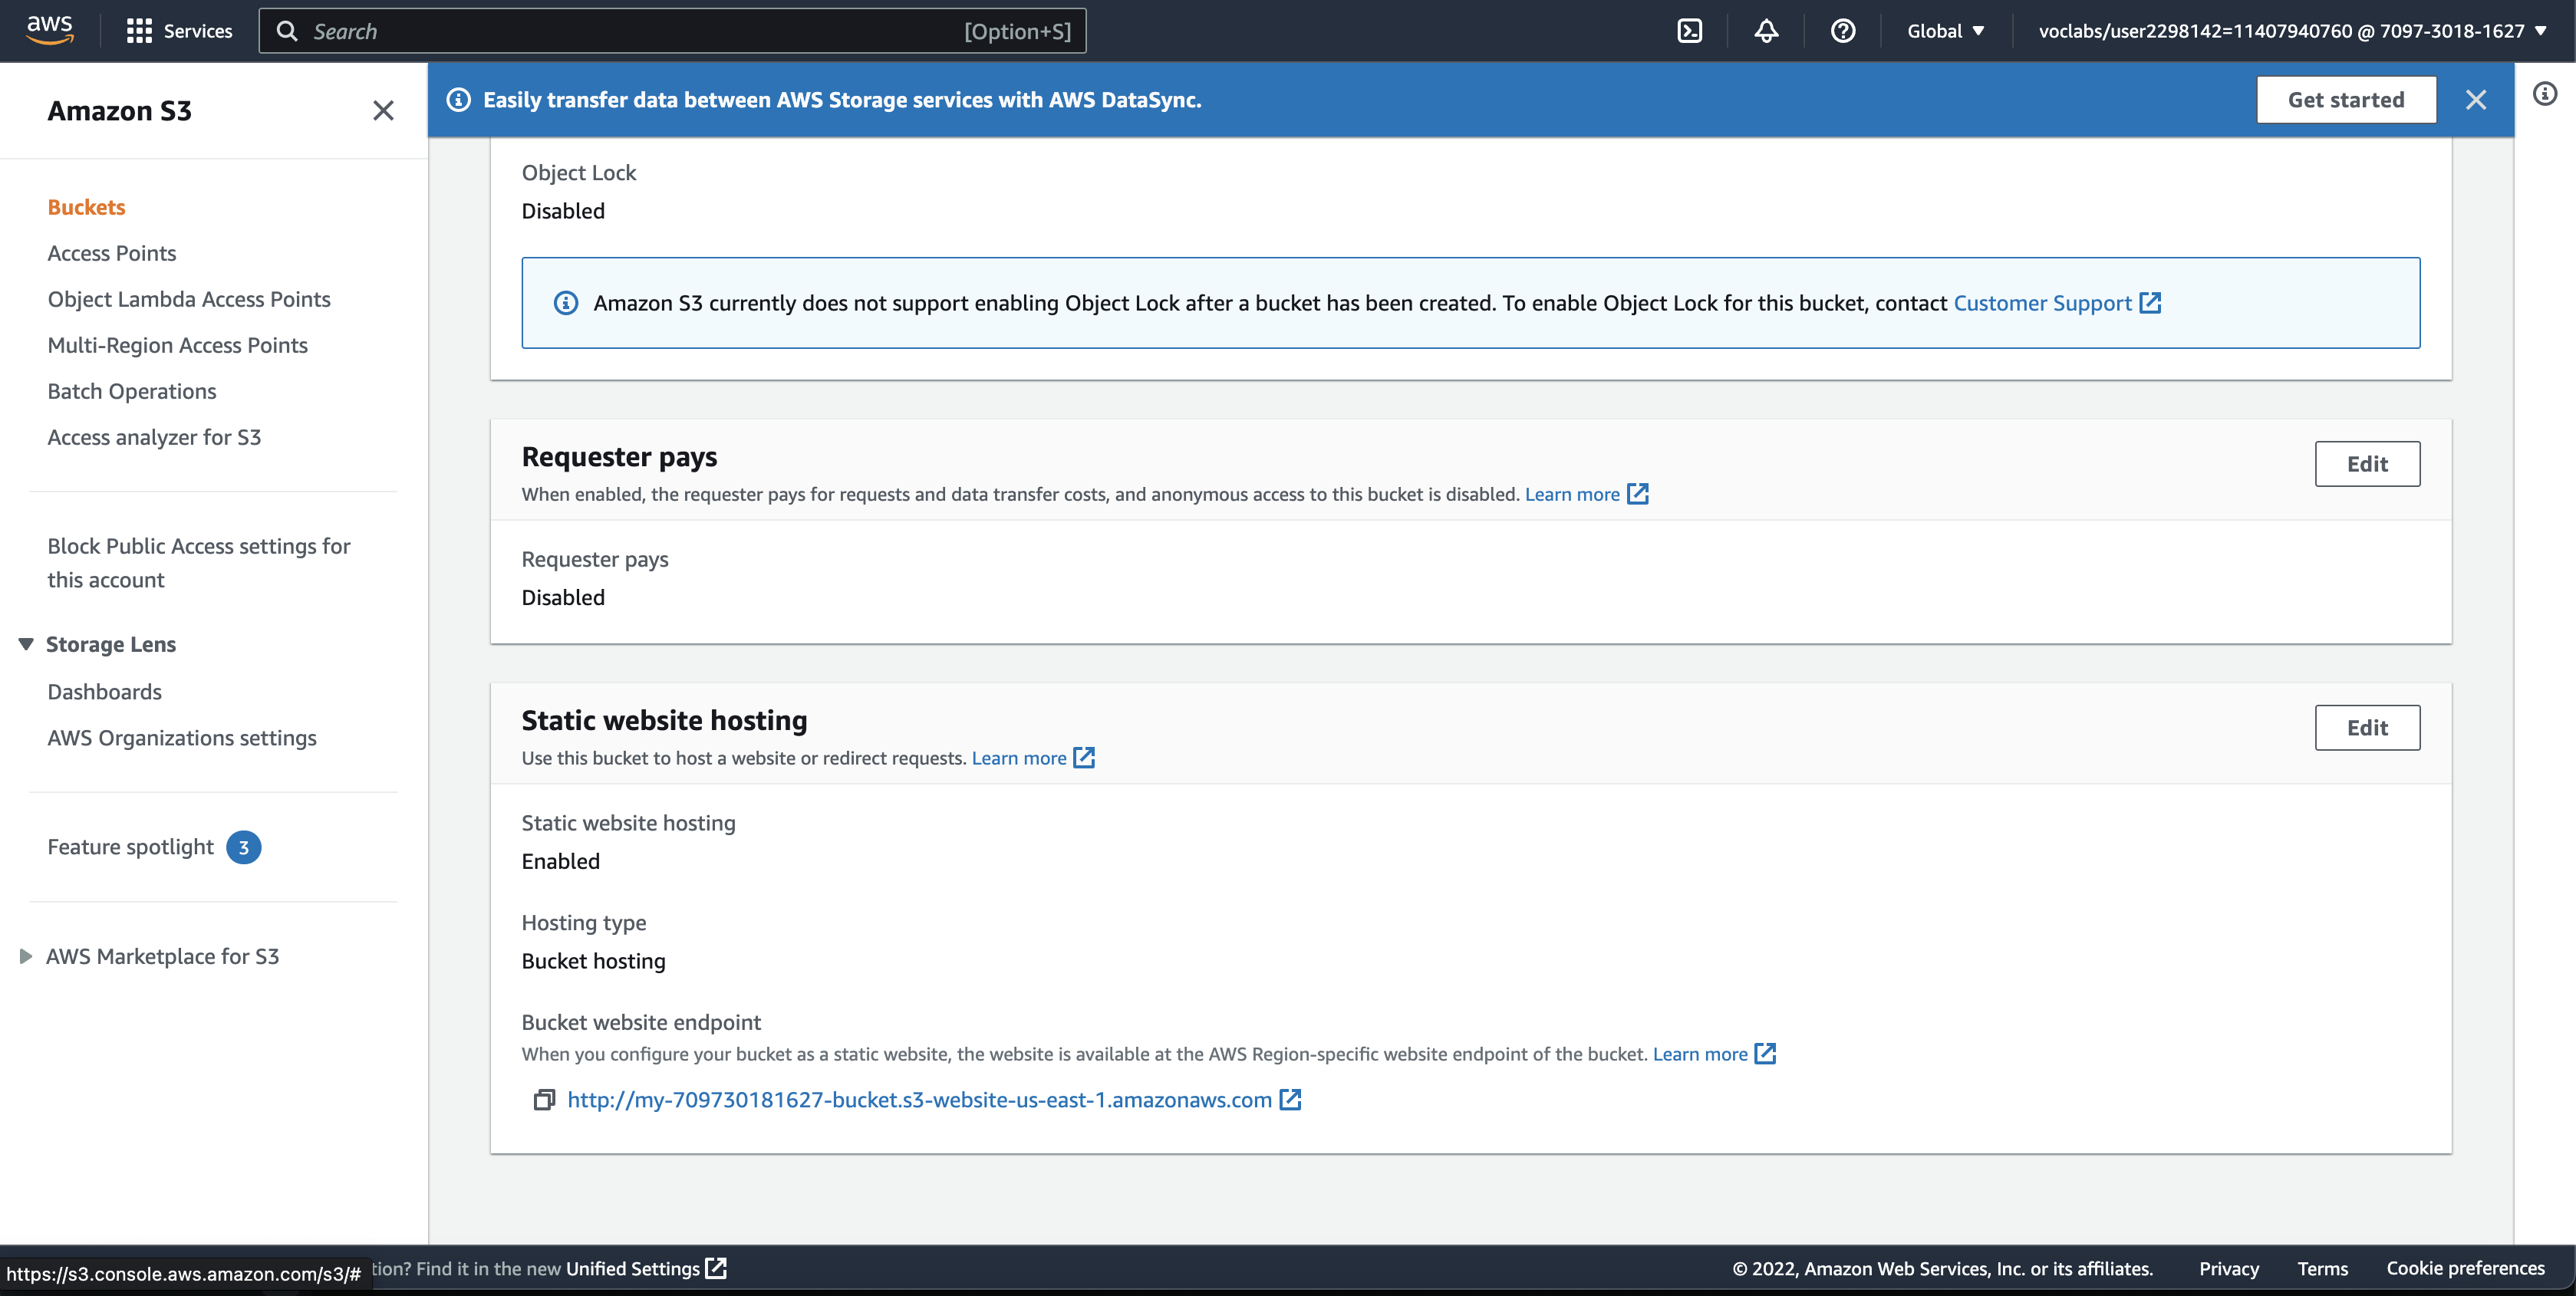 aws
Services
Search
[Option+S]
Global
voclabs/user2298142=11407940760 @ 7097-3018-1627
Amazon S3
Easily transfer data between AWS Storage services with AWS DataSync.
Get started
Buckets
Access Points
Object Lambda Access Points
Multi-Region Access Points
Batch Operations
Access analyzer for S3
Block Public Access settings for
this account
Storage Lens
Dashboards
AWS Organizations settings
Feature spotlight 3
AWS Marketplace for S3
Object Lock
Disabled
Amazon S3 currently does not support enabling Object Lock after a bucket has been created. To enable Object Lock for this bucket, contact Customer Support
Requester pays
Edit
When enabled, the requester pays for requests and data transfer costs, and anonymous access to this bucket is disabled. Learn more
Requester pays
Disabled
Static website hosting
Edit
Use this bucket to host a website or redirect requests. Learn more
Static website hosting
Enabled
Hosting type
Bucket hosting
Bucket website endpoint
When you configure your bucket as a static website, the website is available at the AWS Region-specific website endpoint of the bucket. Learn more
http://my-709730181627-bucket.s3-website-us-east-1.amazonaws.com
https://s3.console.aws.amazon.com/s3/#
tion? Find it in the new Unified Settings
© 2022, Amazon Web Services, Inc. or its affiliates.
Privacy
Terms
Cookie preferences